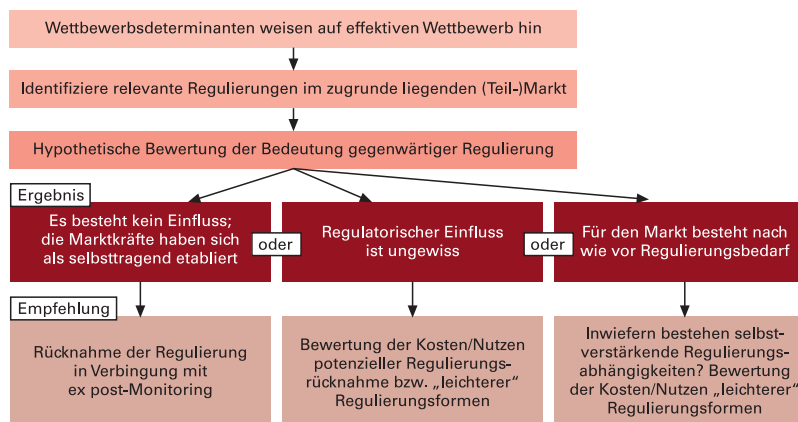 Wettbewerbsdeterminanten weisen auf effektiven Wettbewerb hin
Identifiziere relevante Regulierungen im zugrunde liegenden (Teil-)Markt
Hypothetische Bewertung der Bedeutung gegenwärtiger Regulierung
Ergebnis
Es besteht kein Einfluss;
die Marktkräfte haben sich
als selbsttragend etabliert
oder
Regulatorischer Einfluss
ist ungewiss
oder
Für den Markt besteht nach
wie vor Regulierungsbedarf
Empfehlung
Rücknahme der Regulierung
in Verbingung mit
ex post-Monitoring
Bewertung der Kosten/Nutzen
potenzieller Regulierungs-
rücknahme bzw. „leichterer“
Regulierungsformen
Inwiefern bestehen selbst-
verstärkende Regulierungs-
abhängigkeiten? Bewertung
der Kosten/Nutzen „leichterer“
Regulierungsformen